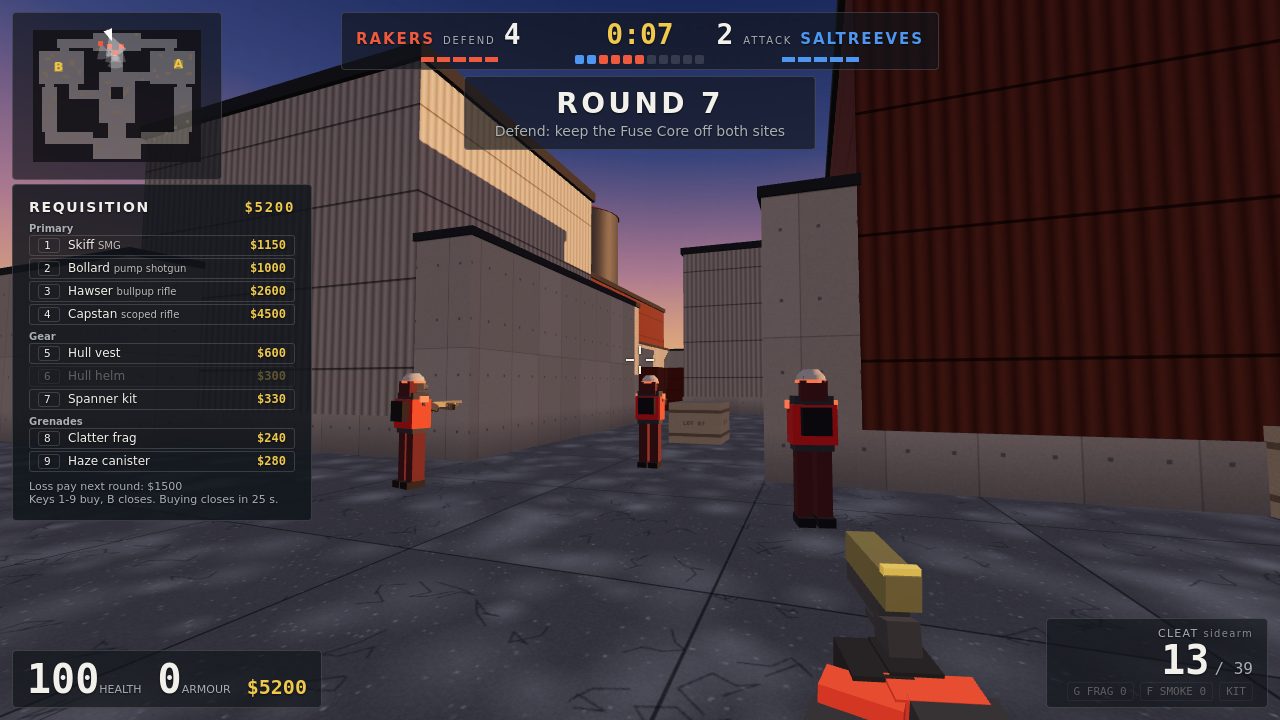 RAKERS DEFEND 4 0:07 2 ATTACK SALTREEVES
ROUND 7
Defend: keep the Fuse Core off both sites
B
A
REQUISITION $5200
Primary
1 Skiff SMG $1150
2 Bollard pump shotgun $1000
3 Hawser bullpup rifle $2600
4 Capstan scoped rifle $4500
Gear
5 Hull vest $600
6 Hull helm $300
7 Spanner kit $330
Grenades
8 Clatter frag $240
9 Haze canister $280
Loss pay next round: $1500
Keys 1-9 buy, B closes. Buying closes in 25 s.
100 HEALTH 0 ARMOUR $5200
CLEAT sidearm
13 / 39
G FRAG 0 F SMOKE 0 KIT